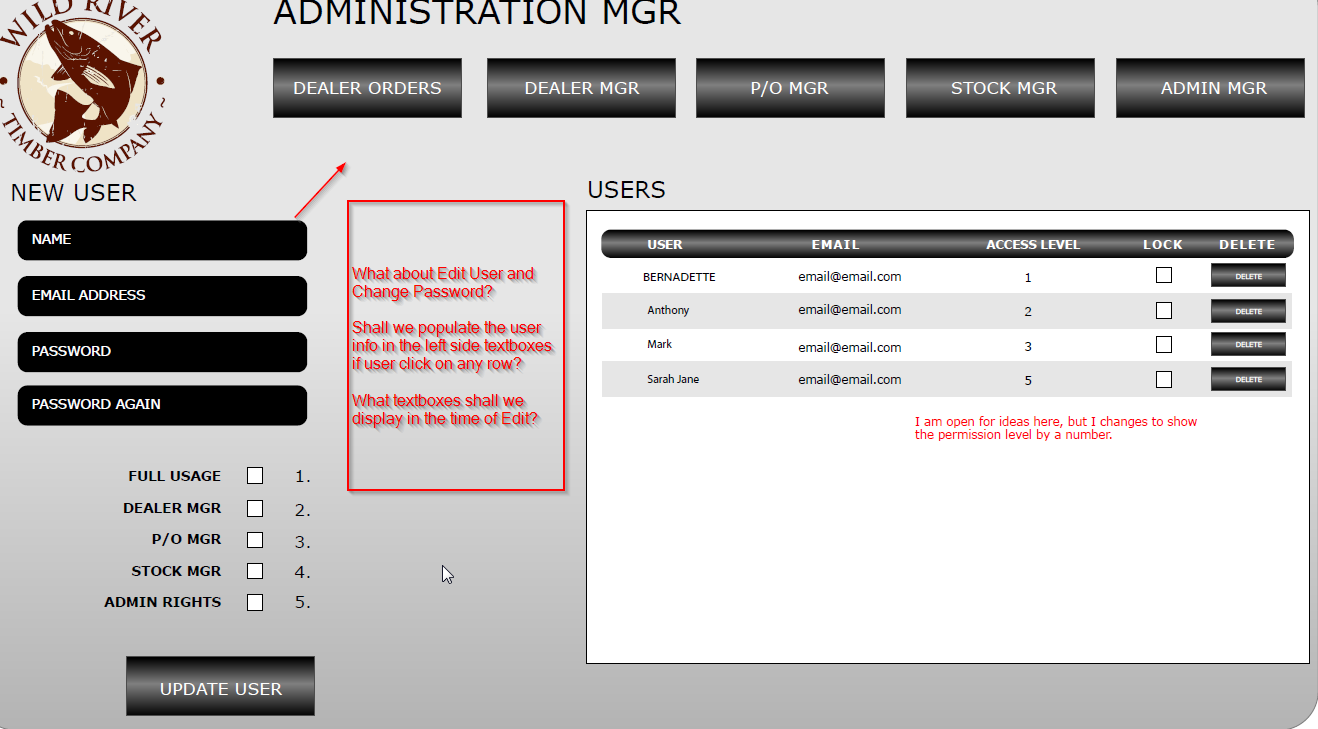 WILD RIVER
TIMBER COMPANY
ADMINISTRATION MGR
DEALER ORDERS
DEALER MGR
P/O MGR
STOCK MGR
ADMIN MGR
NEW USER
NAME
EMAIL ADDRESS
PASSWORD
PASSWORD AGAIN
FULL USAGE 1.
DEALER MGR 2.
P/O MGR 3.
STOCK MGR 4.
ADMIN RIGHTS 5.
UPDATE USER
What about Edit User and
Change Password?
Shall we populate the user
info in the left side textboxes
if user click on any row?
What textboxes shall we
display in the time of Edit?
USERS
USER EMAIL ACCESS LEVEL LOCK DELETE
BERNADETTE email@email.com 1 DELETE
Anthony email@email.com 2 DELETE
Mark email@email.com 3 DELETE
Sarah Jane email@email.com 5 DELETE
I am open for ideas here, but I changes to show
the permission level by a number.